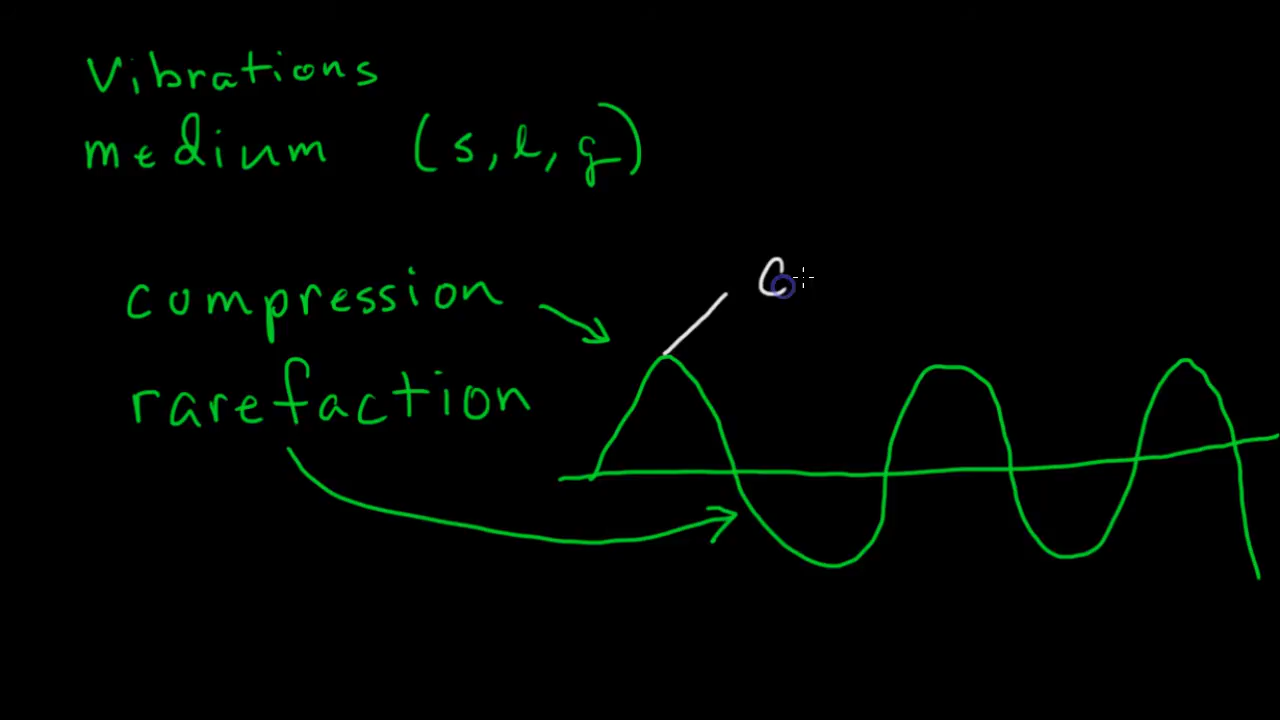 Vibrations
medium (s, l, g)
compression
rarefaction
C